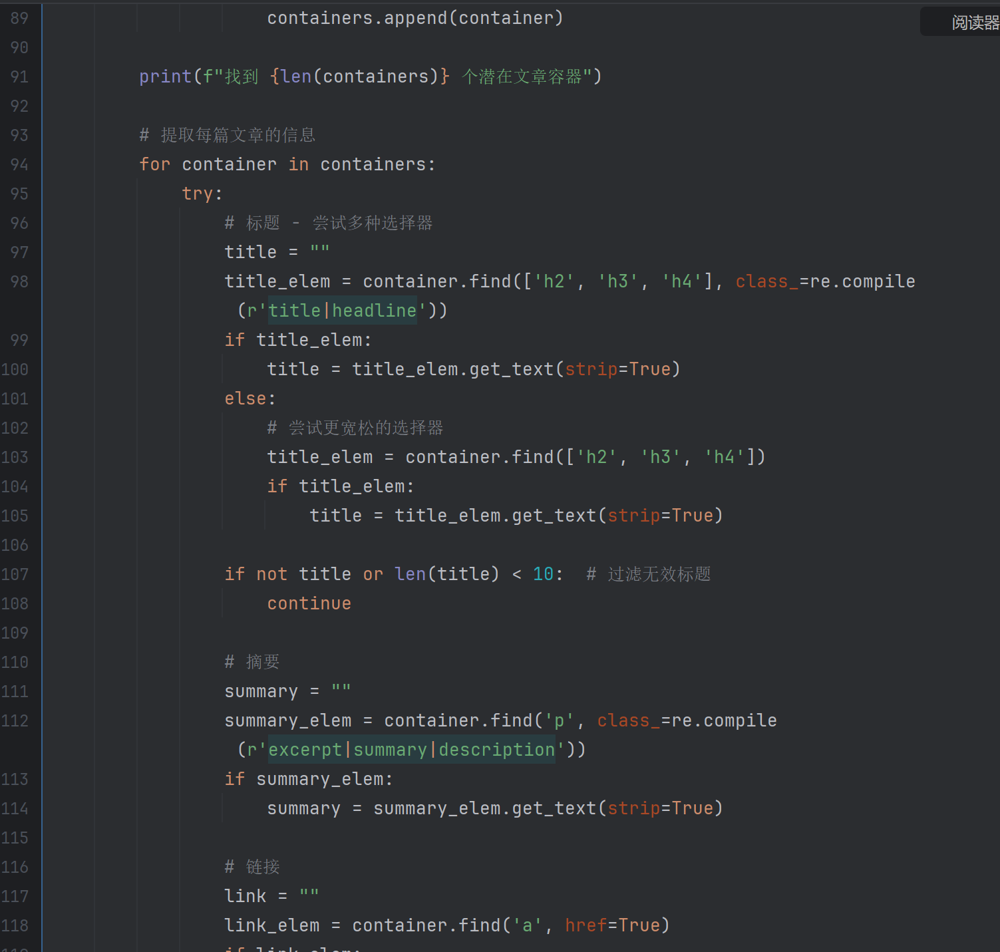 89 containers.append(container)
阅读器
90
91 print(f"找到 {len(containers)} 个潜在文章容器")
92
93 # 提取每篇文章的信息
94 for container in containers:
95 try:
96 # 标题 - 尝试多种选择器
97 title = ""
98 title_elem = container.find(['h2', 'h3', 'h4'], class_=re.compile
(r'title|headline'))
99 if title_elem:
100 title = title_elem.get_text(strip=True)
101 else:
102 # 尝试更宽松的选择器
103 title_elem = container.find(['h2', 'h3', 'h4'])
104 if title_elem:
105 title = title_elem.get_text(strip=True)
106
107 if not title or len(title) < 10: # 过滤无效标题
108 continue
109
110 # 摘要
111 summary = ""
112 summary_elem = container.find('p', class_=re.compile
(r'excerpt|summary|description'))
113 if summary_elem:
114 summary = summary_elem.get_text(strip=True)
115
116 # 链接
117 link = ""
118 link_elem = container.find('a', href=True)